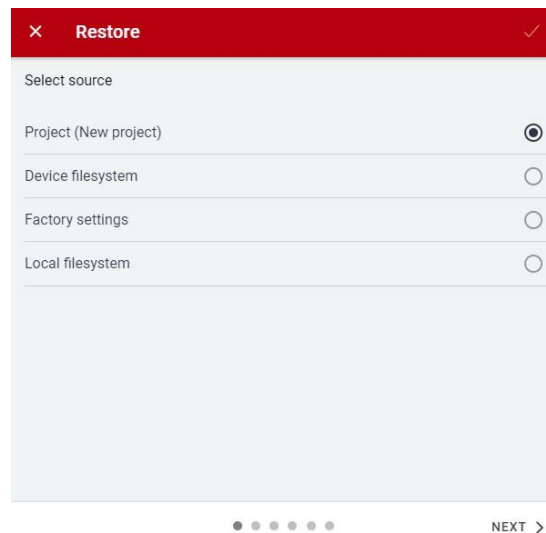 Restore
Select source
Project (New project)
Device filesystem
Factory settings
Local filesystem
NEXT